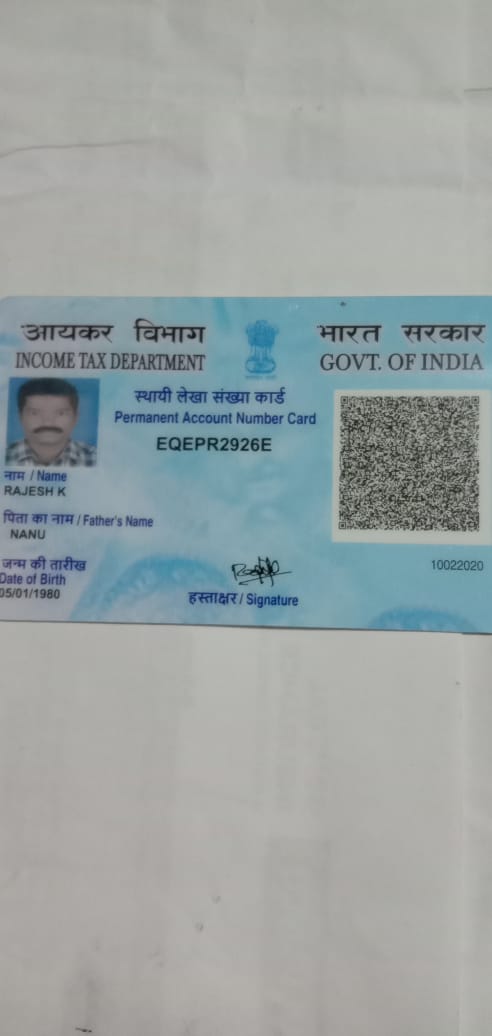 आयकर विभाग
INCOME TAX DEPARTMENT
भारत सरकार
GOVT. OF INDIA
स्थायी लेखा संख्या कार्ड
Permanent Account Number Card
EQEPR2926E
नाम / Name
RAJESH K
पिता का नाम / Father's Name
NANU
जन्म की तारीख
Date of Birth
05/01/1980
हस्ताक्षर / Signature
10022020